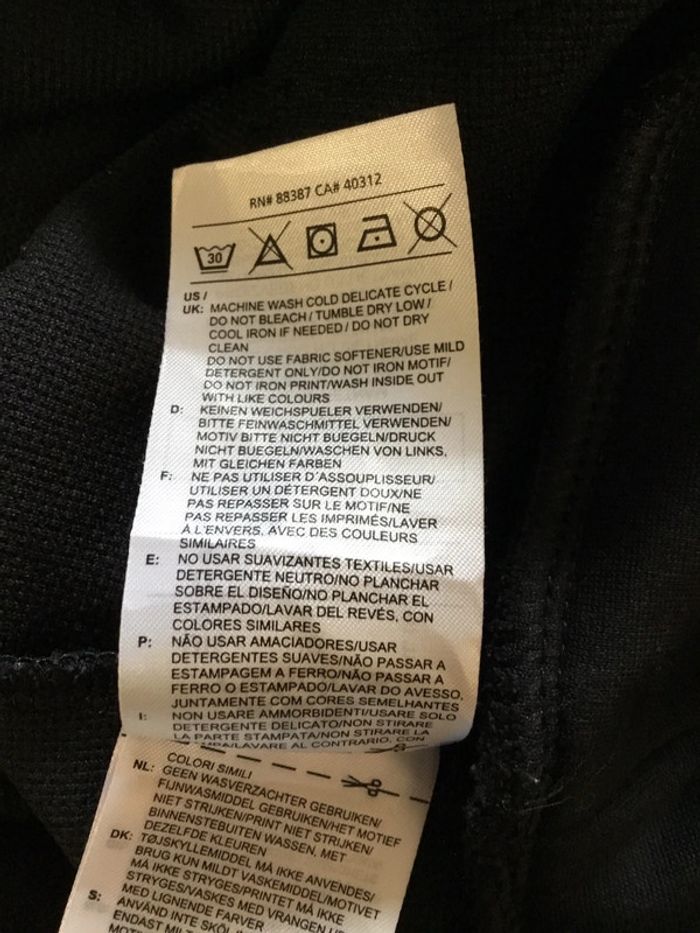 RN# 88387 CA# 40312
30
US /
UK: MACHINE WASH COLD DELICATE CYCLE /
DO NOT BLEACH / TUMBLE DRY LOW /
COOL IRON IF NEEDED / DO NOT DRY
CLEAN
DO NOT USE FABRIC SOFTENER/USE MILD
DETERGENT ONLY/DO NOT IRON MOTIF/
DO NOT IRON PRINT/WASH INSIDE OUT
WITH LIKE COLOURS
D: KEINEN WEICHSPUELER VERWENDEN/
BITTE FEINWASCHMITTEL VERWENDEN/
MOTIV BITTE NICHT BUEGELN/DRUCK
NICHT BUEGELN/WASCHEN VON LINKS,
MIT GLEICHEN FARBEN
F: NE PAS UTILISER D'ASSOUPLISSEUR/
UTILISER UN DÉTERGENT DOUX/NE
PAS REPASSER SUR LE MOTIF/NE
PAS REPASSER LES IMPRIMÉS/LAVER
À L'ENVERS, AVEC DES COULEURS
SIMILAIRES
E: NO USAR SUAVIZANTES TEXTILES/USAR
DETERGENTE NEUTRO/NO PLANCHAR
SOBRE EL DISEÑO/NO PLANCHAR EL
ESTAMPADO/LAVAR DEL REVÉS, CON
COLORES SIMILARES
P: NÃO USAR AMACIADORES/USAR
DETERGENTES SUAVES/NÃO PASSAR A
ESTAMPAGEM A FERRO/NÃO PASSAR A
FERRO O ESTAMPADO/LAVAR DO AVESSO,
JUNTAMENTE COM CORES SEMELHANTES
I: NON USARE AMMORBIDENTI/USARE SOLO
DETERGENTE DELICATO/NON STIRARE
LA PARTE STAMPATA/NON STIRARE LA
LAVARE AL CONTRARIO, CON
COLORI SIMILI
NL: GEEN WASVERZACHTER GEBRUIKEN/
FIJNWASMIDDEL GEBRUIKEN/HET MOTIEF
NIET STRIJKEN/PRINT NIET STRIJKEN/
BINNENSTEBUITEN WASSEN, MET
DEZELFDE KLEUREN
DK: TØJSKYLLEMIDDEL MÅ IKKE ANVENDES/
BRUG KUN MILDT VASKEMIDDEL/MOTIVET
MÅ IKKE STRYGES/PRINTET MÅ IKKE
STRYGES/VASKES MED VRANGEN
MED LIGNENDE FARVER
S: ANVÄND INTE
ENDAST